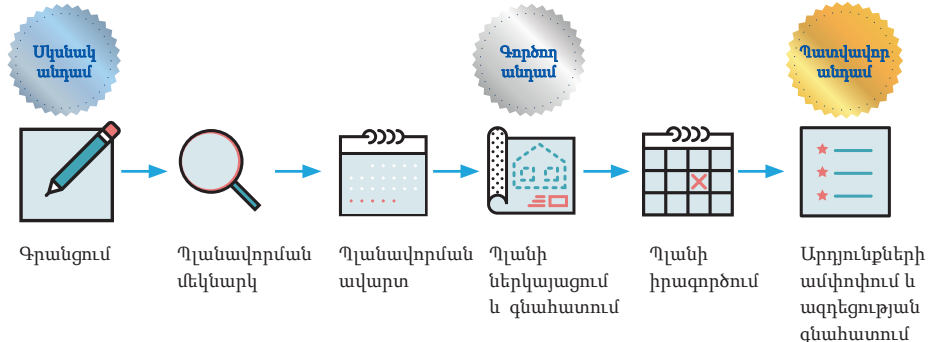 Սկսնակ
անդամ
Գործող
անդամ
Պատվավոր
անդամ
Գրանցում
Պլանավորման
մեկնարկ
Պլանավորման
ավարտ
Պլանի
ներկայացում
և գնահատում
Պլանի
իրագործում
Արդյունքների
ամփոփում և
ազդեցության
գնահատում